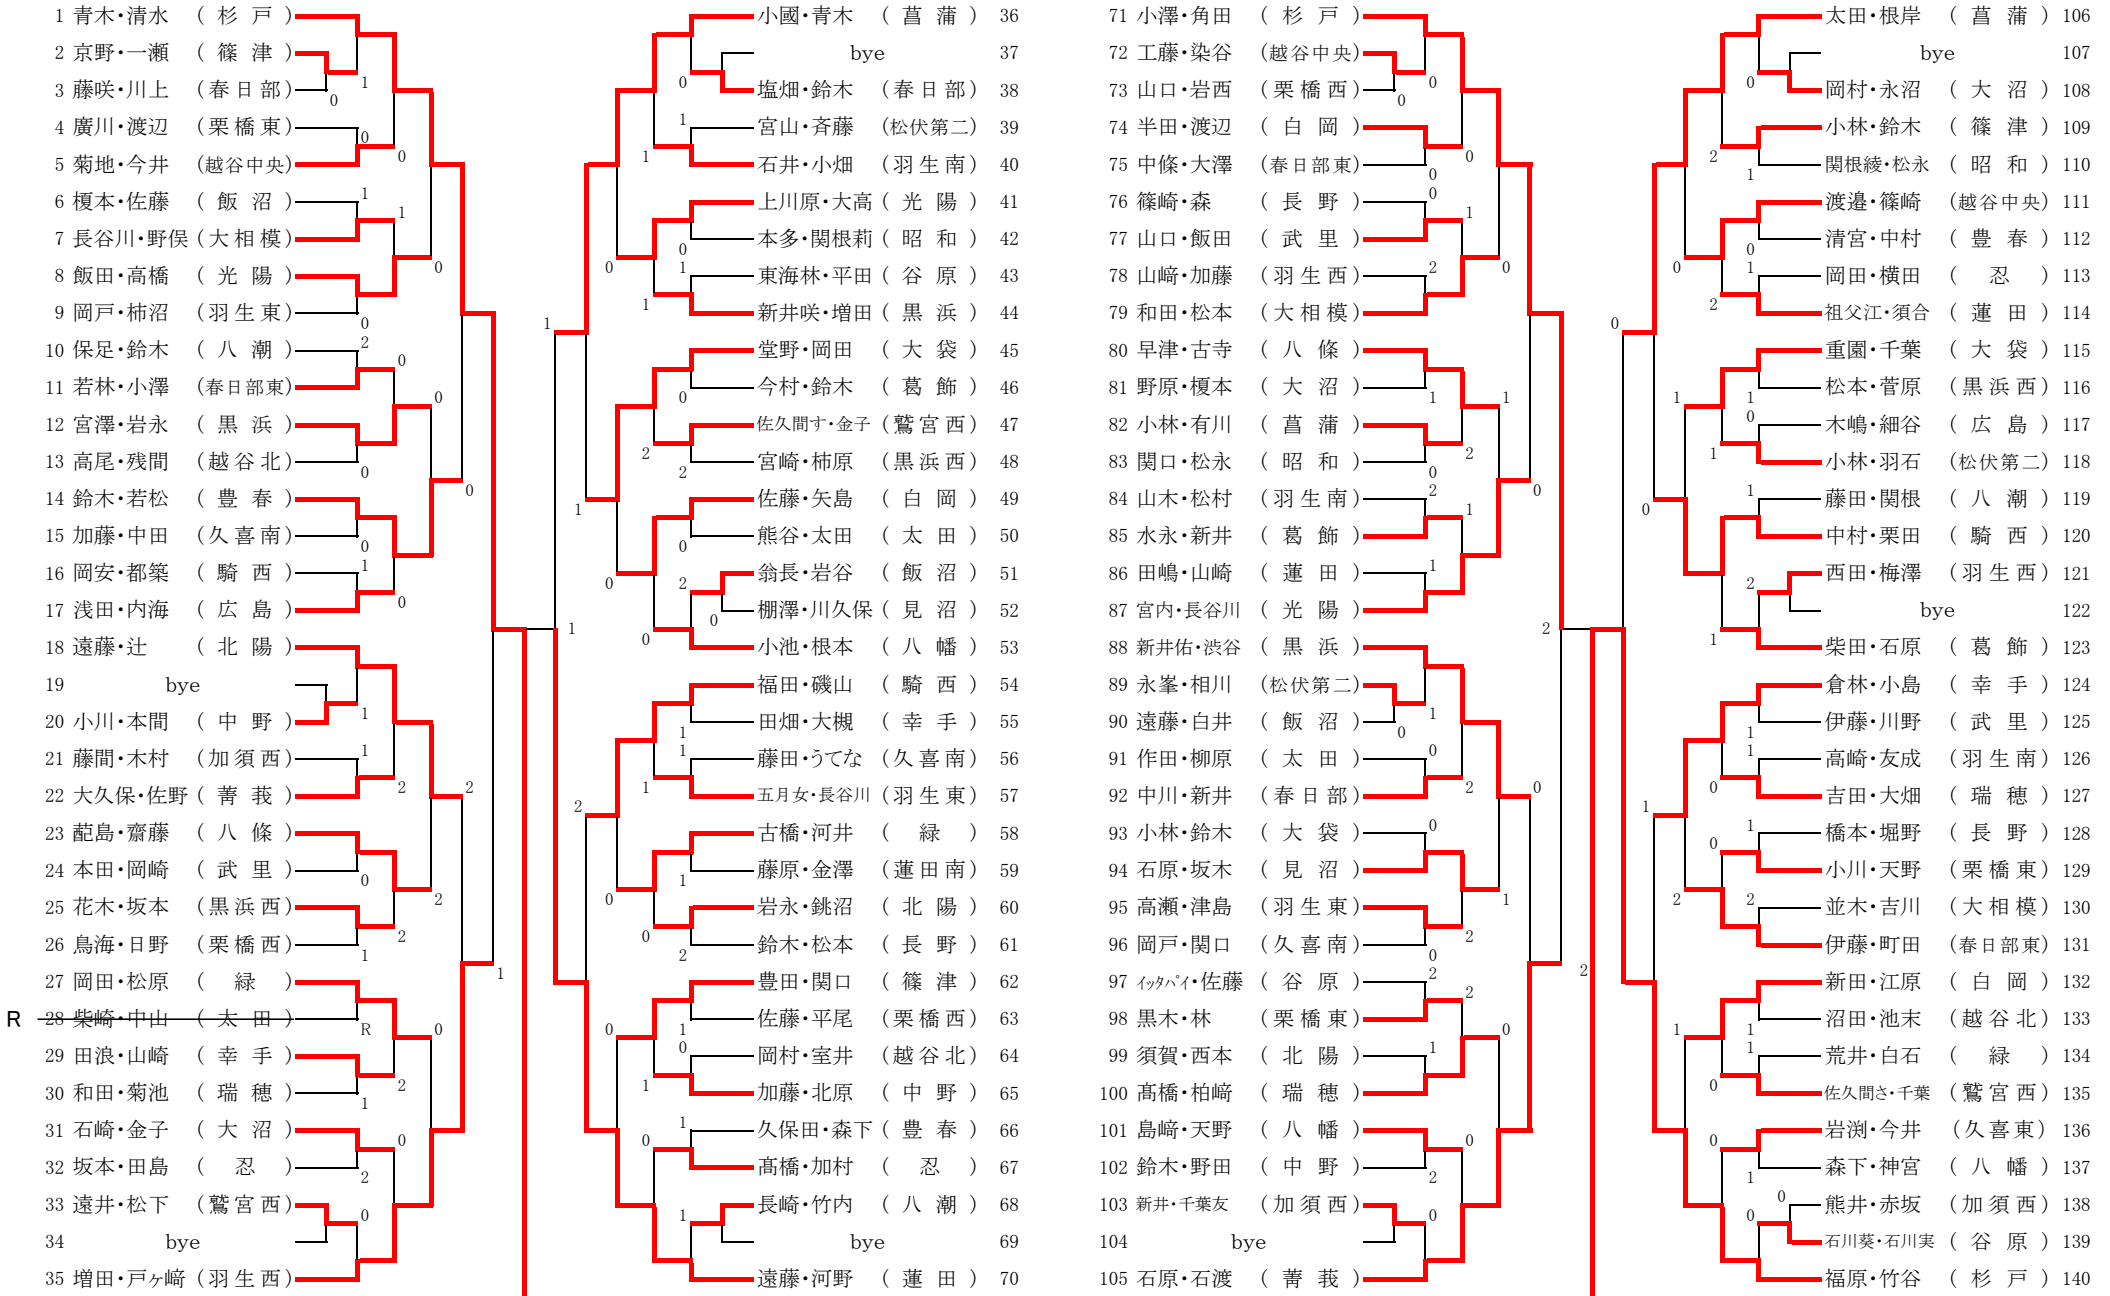 1 青木・清水 (杉戸)
2 京野・一瀬 (篠津)
3 藤咲・川上 (春日部)
4 廣川・渡辺 (栗橋東)
5 菊地・今井 (越谷中央)
6 榎本・佐藤 (飯沼)
7 長谷川・野俣 (大相模)
8 飯田・高橋 (光陽)
9 岡戸・柿沼 (羽生東)
10 保足・鈴木 (八潮)
11 若林・小澤 (春日部東)
12 宮澤・岩永 (黒浜)
13 高尾・残間 (越谷北)
14 鈴木・若松 (豊春)
15 加藤・中田 (久喜南)
16 岡安・都築 (騎西)
17 浅田・内海 (広島)
18 遠藤・辻 (北陽)
19 bye
20 小川・本間 (中野)
21 藤間・木村 (加須西)
22 大久保・佐野 (菁莪)
23 蓜島・齋藤 (八條)
24 本田・岡崎 (武里)
25 花木・坂本 (黒浜西)
26 鳥海・日野 (栗橋西)
27 岡田・松原 (緑)
R 28 柴崎・中山 (太田) R
29 田浪・山崎 (幸手)
30 和田・菊池 (瑞穂)
31 石崎・金子 (大沼)
32 坂本・田島 (忍)
33 遠井・松下 (鷲宮西)
34 bye
35 増田・戸ヶ﨑 (羽生西)
小國・青木 (菖蒲) 36
bye 37
塩畑・鈴木 (春日部) 38
宮山・斉藤 (松伏第二) 39
石井・小畑 (羽生南) 40
上川原・大高 (光陽) 41
本多・関根莉 (昭和) 42
東海林・平田 (谷原) 43
新井咲・増田 (黒浜) 44
堂野・岡田 (大袋) 45
今村・鈴木 (葛飾) 46
佐久間す・金子 (鷲宮西) 47
宮崎・柿原 (黒浜西) 48
佐藤・矢島 (白岡) 49
熊谷・太田 (太田) 50
翁長・岩谷 (飯沼) 51
棚澤・川久保 (見沼) 52
小池・根本 (八幡) 53
福田・磯山 (騎西) 54
田畑・大槻 (幸手) 55
藤田・うてな (久喜南) 56
五月女・長谷川 (羽生東) 57
古橋・河井 (緑) 58
藤原・金澤 (蓮田南) 59
岩永・銚沼 (北陽) 60
鈴木・松本 (長野) 61
豊田・関口 (篠津) 62
佐藤・平尾 (栗橋西) 63
岡村・室井 (越谷北) 64
加藤・北原 (中野) 65
久保田・森下 (豊春) 66
髙橋・加村 (忍) 67
長崎・竹内 (八潮) 68
bye 69
遠藤・河野 (蓮田) 70
71 小澤・角田 (杉戸)
72 工藤・染谷 (越谷中央)
73 山口・岩西 (栗橋西)
74 半田・渡辺 (白岡)
75 中條・大澤 (春日部東)
76 篠崎・森 (長野)
77 山口・飯田 (武里)
78 山﨑・加藤 (羽生西)
79 和田・松本 (大相模)
80 早津・古寺 (八條)
81 野原・榎本 (大沼)
82 小林・有川 (菖蒲)
83 関口・松永 (昭和)
84 山木・松村 (羽生南)
85 水永・新井 (葛飾)
86 田嶋・山崎 (蓮田)
87 宮内・長谷川 (光陽)
88 新井佑・渋谷 (黒浜)
89 永峯・相川 (松伏第二)
90 遠藤・白井 (飯沼)
91 作田・柳原 (太田)
92 中川・新井 (春日部)
93 小林・鈴木 (大袋)
94 石原・坂木 (見沼)
95 高瀬・津島 (羽生東)
96 岡戸・関口 (久喜南)
97 イッタパイ・佐藤 (谷原)
98 黒木・林 (栗橋東)
99 須賀・西本 (北陽)
100 髙橋・柏﨑 (瑞穂)
101 島﨑・天野 (八幡)
102 鈴木・野田 (中野)
103 新井・千葉友 (加須西)
104 bye
105 石原・石渡 (菁莪)
太田・根岸 (菖蒲) 106
bye 107
岡村・永沼 (大沼) 108
小林・鈴木 (篠津) 109
関根綾・松永 (昭和) 110
渡邉・篠崎 (越谷中央) 111
清宮・中村 (豊春) 112
岡田・横田 (忍) 113
祖父江・須合 (蓮田) 114
重園・千葉 (大袋) 115
松本・菅原 (黒浜西) 116
木嶋・細谷 (広島) 117
小林・羽石 (松伏第二) 118
藤田・関根 (八潮) 119
中村・栗田 (騎西) 120
西田・梅澤 (羽生西) 121
bye 122
柴田・石原 (葛飾) 123
倉林・小島 (幸手) 124
伊藤・川野 (武里) 125
高崎・友成 (羽生南) 126
吉田・大畑 (瑞穂) 127
橋本・堀野 (長野) 128
小川・天野 (栗橋東) 129
並木・吉川 (大相模) 130
伊藤・町田 (春日部東) 131
新田・江原 (白岡) 132
沼田・池末 (越谷北) 133
荒井・白石 (緑) 134
佐久間さ・千葉 (鷲宮西) 135
岩渕・今井 (久喜東) 136
森下・神宮 (八幡) 137
熊井・赤坂 (加須西) 138
石川葵・石川実 (谷原) 139
福原・竹谷 (杉戸) 140